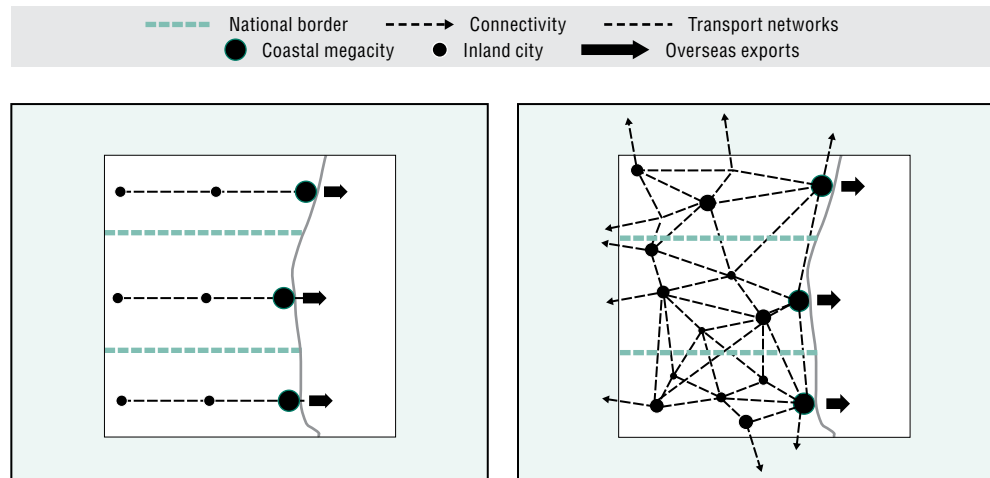 National border Connectivity Transport networks
Coastal megacity Inland city Overseas exports